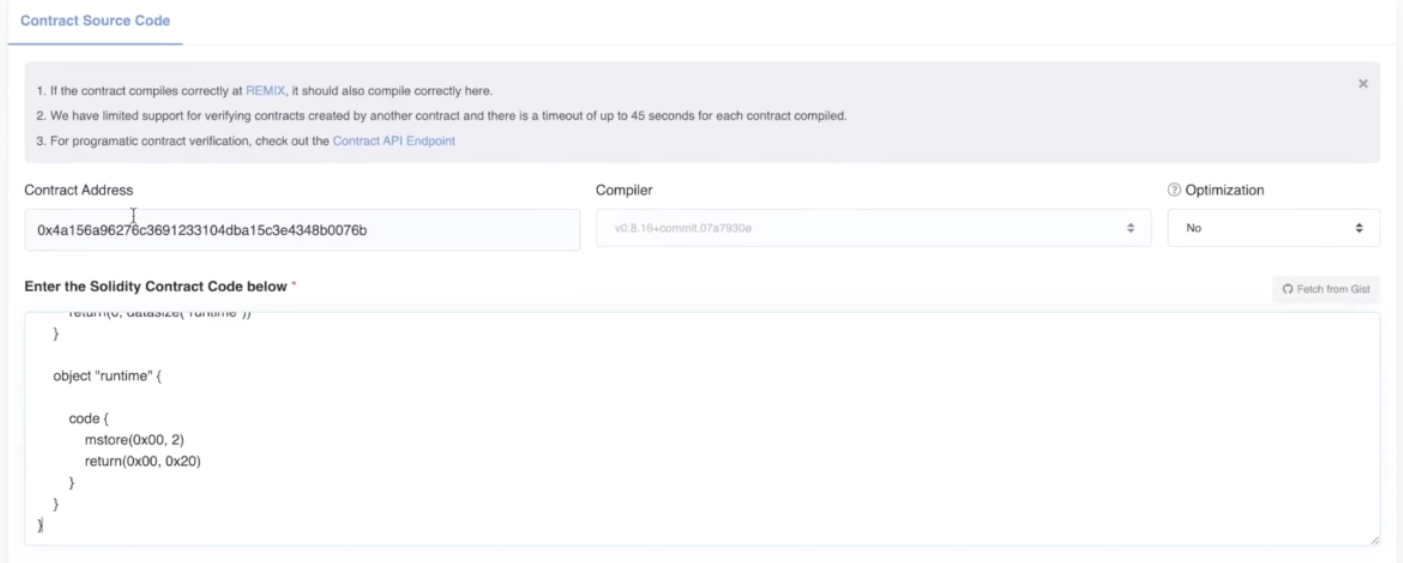 Contract Source Code
1. If the contract compiles correctly at REMIX, it should also compile correctly here.
2. We have limited support for verifying contracts created by another contract and there is a timeout of up to 45 seconds for each contract compiled.
3. For programatic contract verification, check out the Contract API Endpoint
Contract Address
Compiler
Optimization
0x4a156a96276c3691233104dba15c3e4348b0076b
v0.8.16+commit.07a7930e
No
Enter the Solidity Contract Code below *
Fetch from Gist
return(0, datasize("runtime"))
}
object "runtime" {
code {
mstore(0x00, 2)
return(0x00, 0x20)
}
}
}